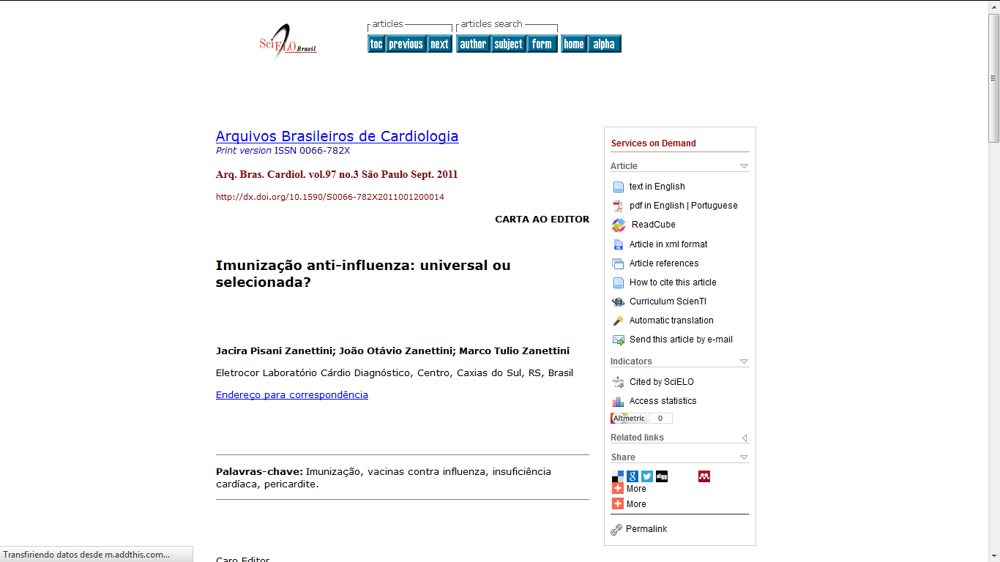 SciELO Brazil
articles
articles search
toc previous next author subject form home alpha
Arquivos Brasileiros de Cardiologia
Print version ISSN 0066-782X
Arq. Bras. Cardiol. vol.97 no.3 São Paulo Sept. 2011
http://dx.doi.org/10.1590/S0066-782X2011001200014
CARTA AO EDITOR
Imunização anti-influenza: universal ou
selecionada?
Jacira Pisani Zanettini; João Otávio Zanettini; Marco Tulio Zanettini
Eletrocor Laboratório Cárdio Diagnóstico, Centro, Caxias do Sul, RS, Brasil
Endereço para correspondência
Palavras-chave: Imunização, vacinas contra influenza, insuficiência
cardíaca, pericardite.
Caro Editor
Services on Demand
Article
text in English
pdf in English | Portuguese
ReadCube
Article in xml format
Article references
How to cite this article
Curriculum ScienTI
Automatic translation
Send this article by e-mail
Indicators
Cited by SciELO
Access statistics
Altmetric 0
Related links
Share
digg
More
More
Permalink
Transfiriendo datos desde m.addthis.com...